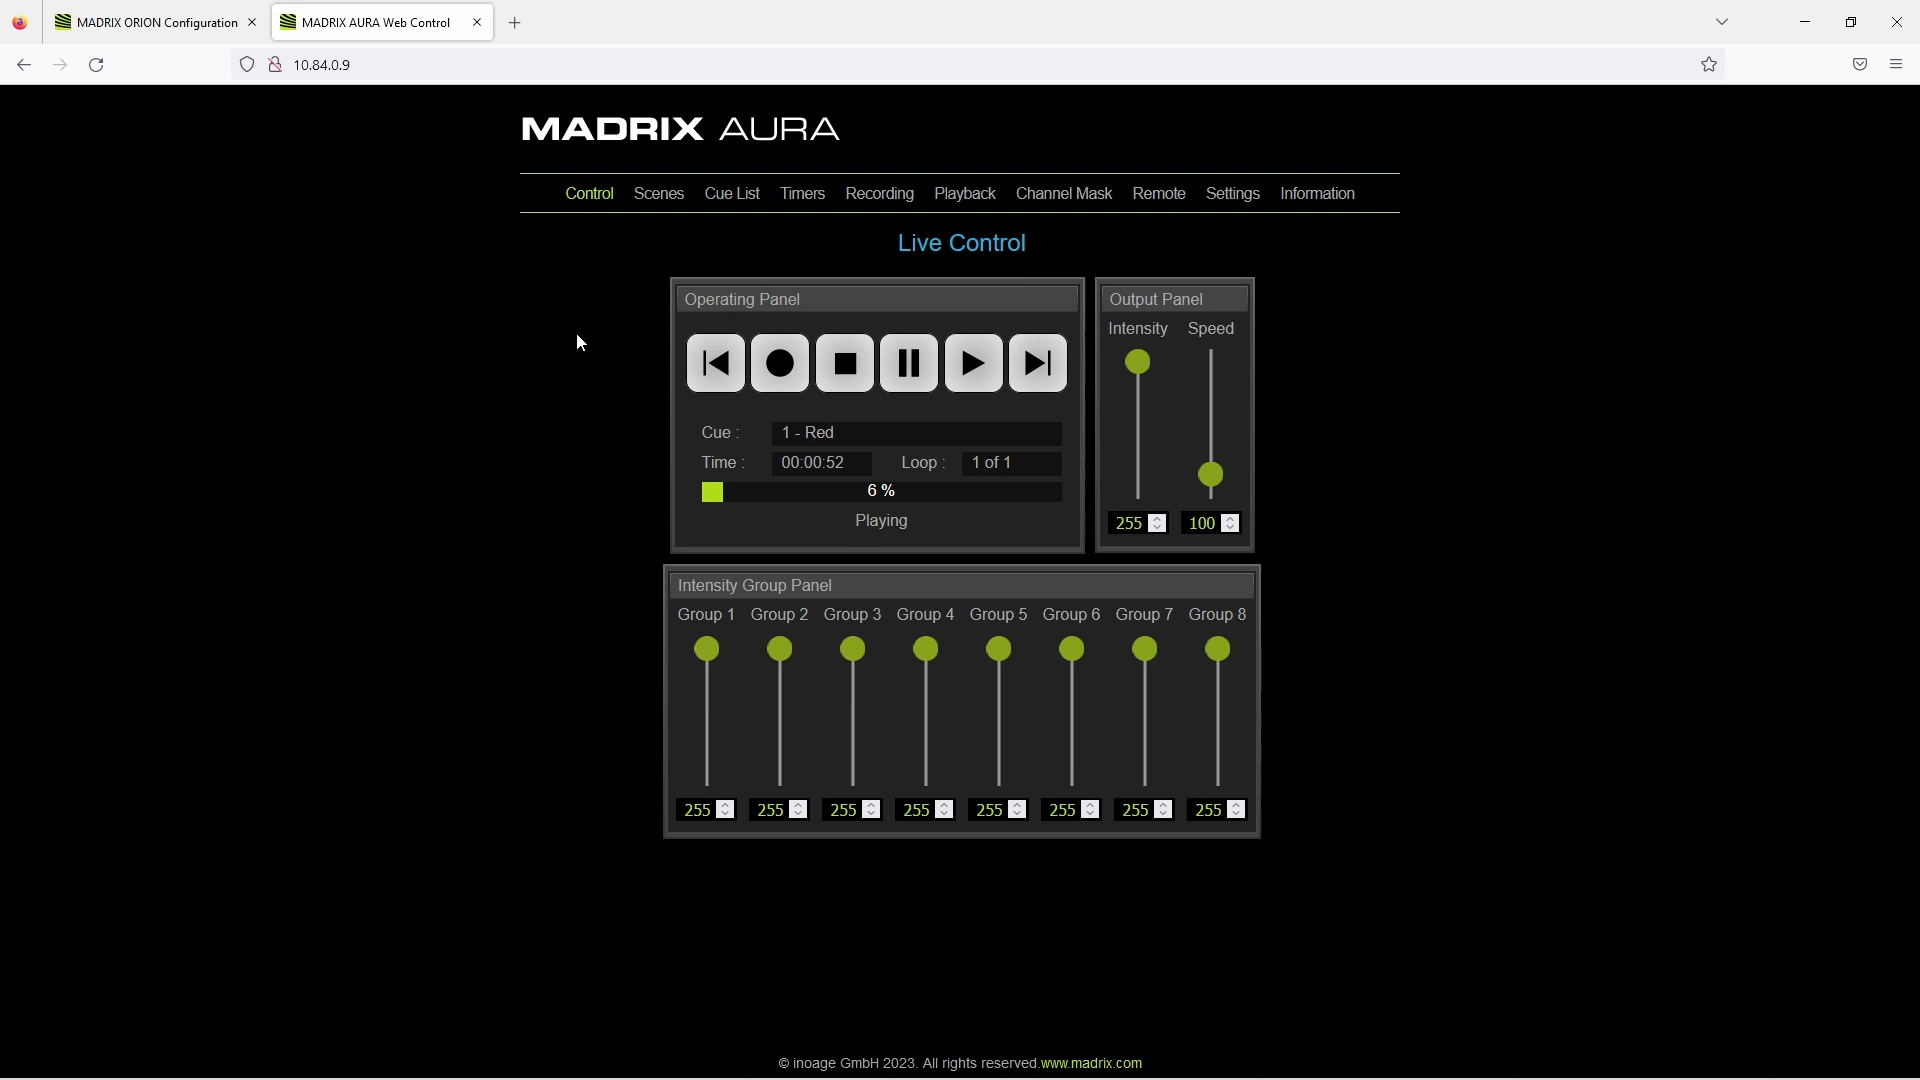 MADRIX ORION Configuration
MADRIX AURA Web Control
10.84.0.9
MADRIX AURA
Control Scenes Cue List Timers Recording Playback Channel Mask Remote Settings Information
Live Control
Operating Panel
Output Panel
Intensity Speed
Cue : 1 - Red
Time : 00:00:52 Loop : 1 of 1
6 %
Playing
255 100
Intensity Group Panel
Group 1 Group 2 Group 3 Group 4 Group 5 Group 6 Group 7 Group 8
255 255 255 255 255 255 255 255
© inoage GmbH 2023. All rights reserved.www.madrix.com